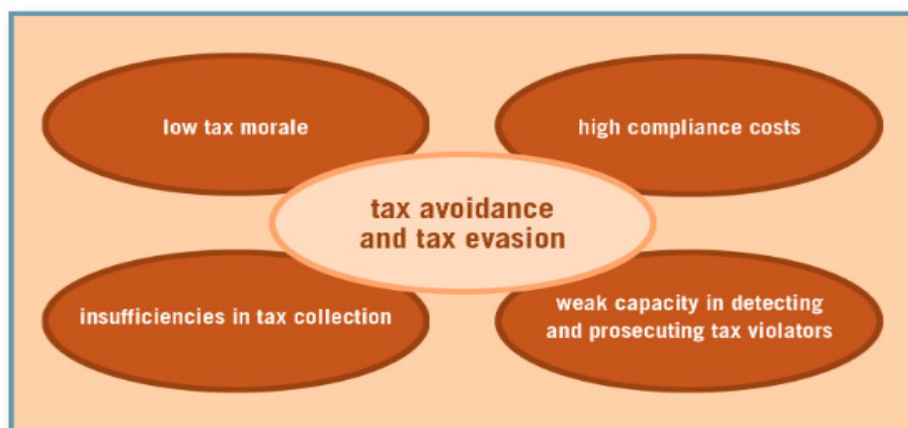 low tax morale
high compliance costs
tax avoidance
and tax evasion
insufficiencies in tax collection
weak capacity in detecting
and prosecuting tax violators